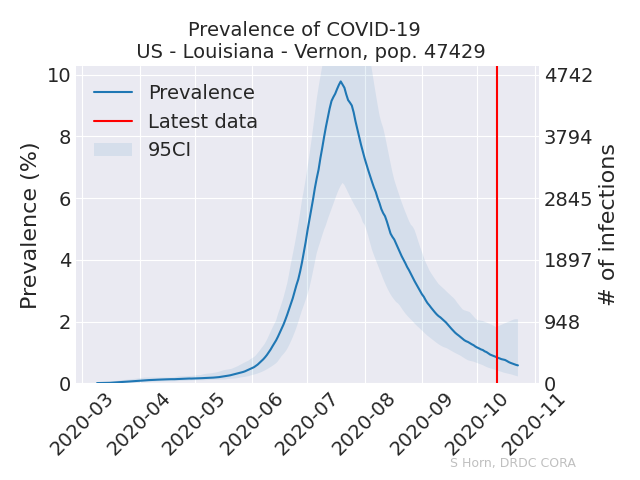 Prevalence of COVID-19
US - Louisiana - Vernon, pop. 47429
Prevalence
Latest data
95CI
Prevalence (%)
10
8
6
4
2
0
4742
3794
2845
1897
948
0
# of infections
2020-03
2020-04
2020-05
2020-06
2020-07
2020-08
2020-09
2020-10
2020-11
S Horn, DRDC CORA